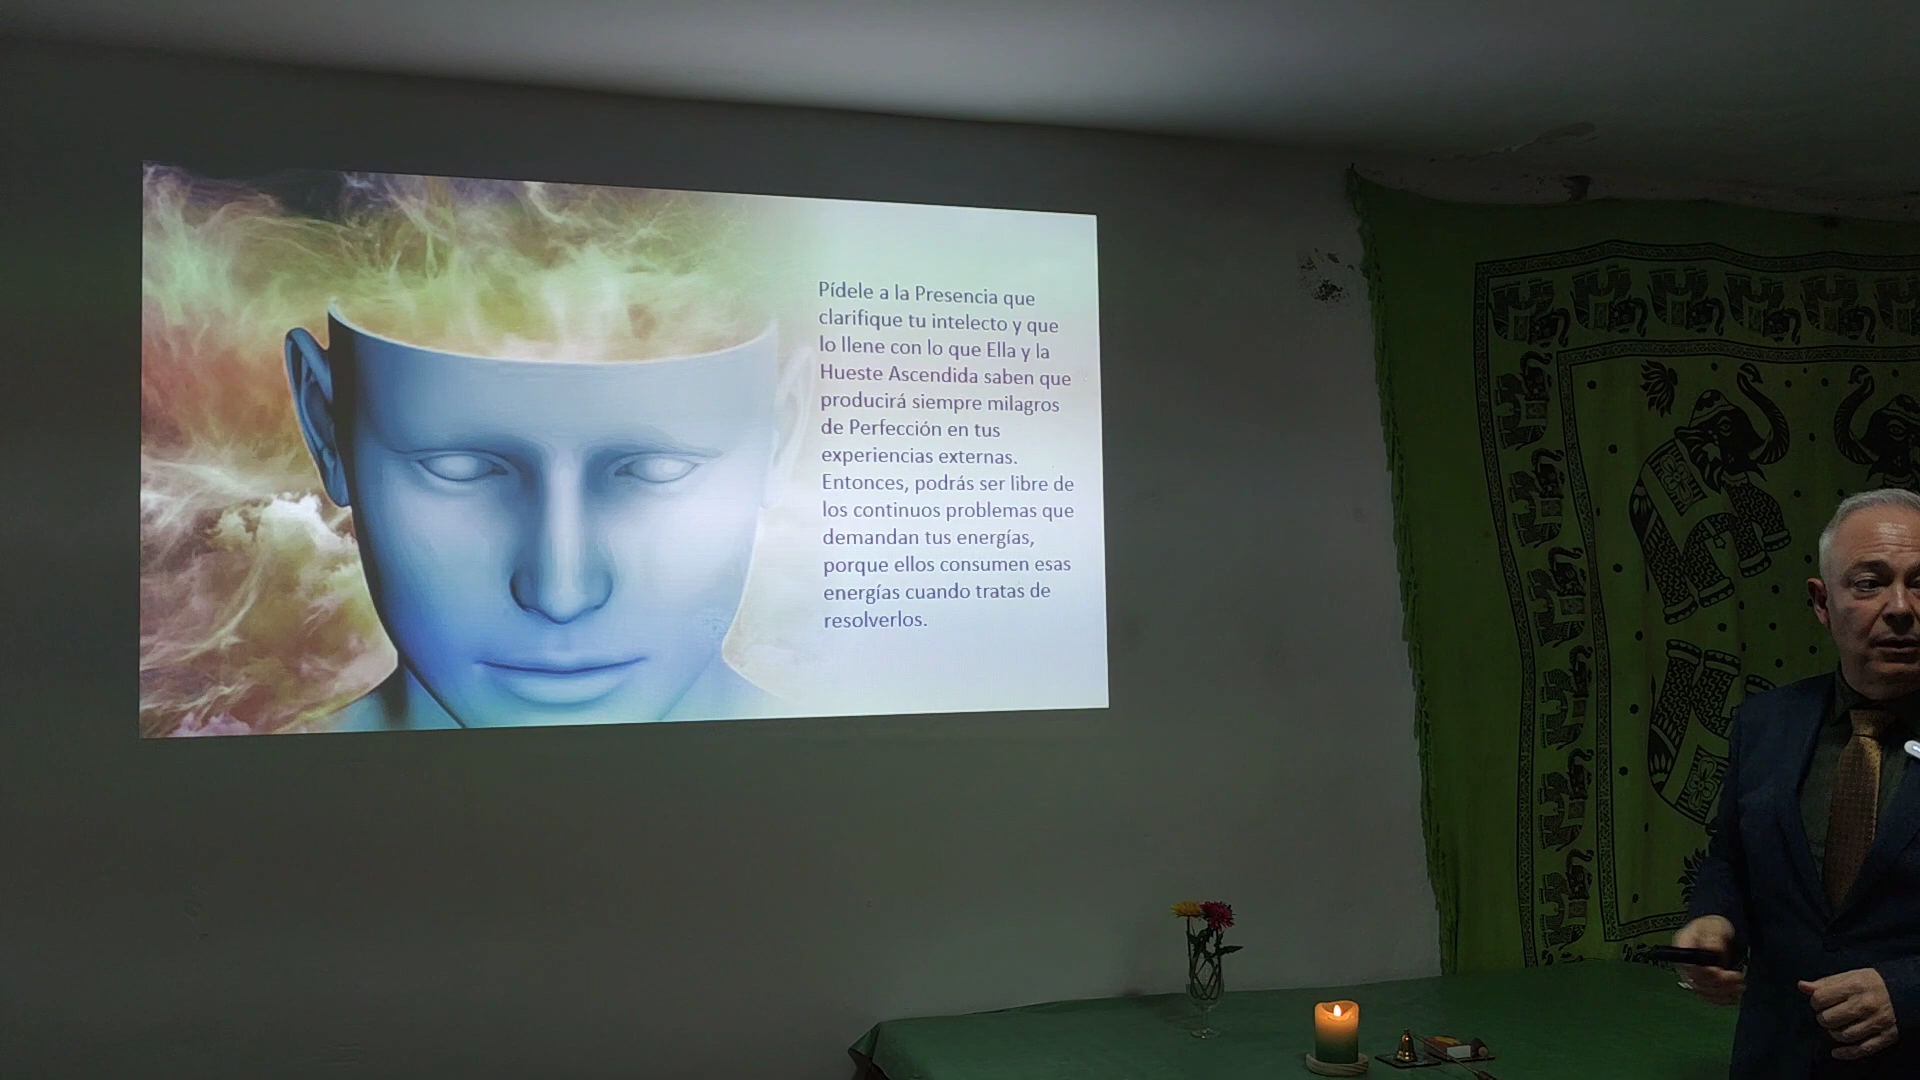 Pídele a la Presencia que
clarifique tu intelecto y que
lo llene con lo que Ella y la
Hueste Ascendida saben que
producirá siempre milagros
de Perfección en tus
experiencias externas.
Entonces, podrás ser libre de
los continuos problemas que
demandan tus energías,
porque ellos consumen esas
energías cuando tratas de
resolverlos.